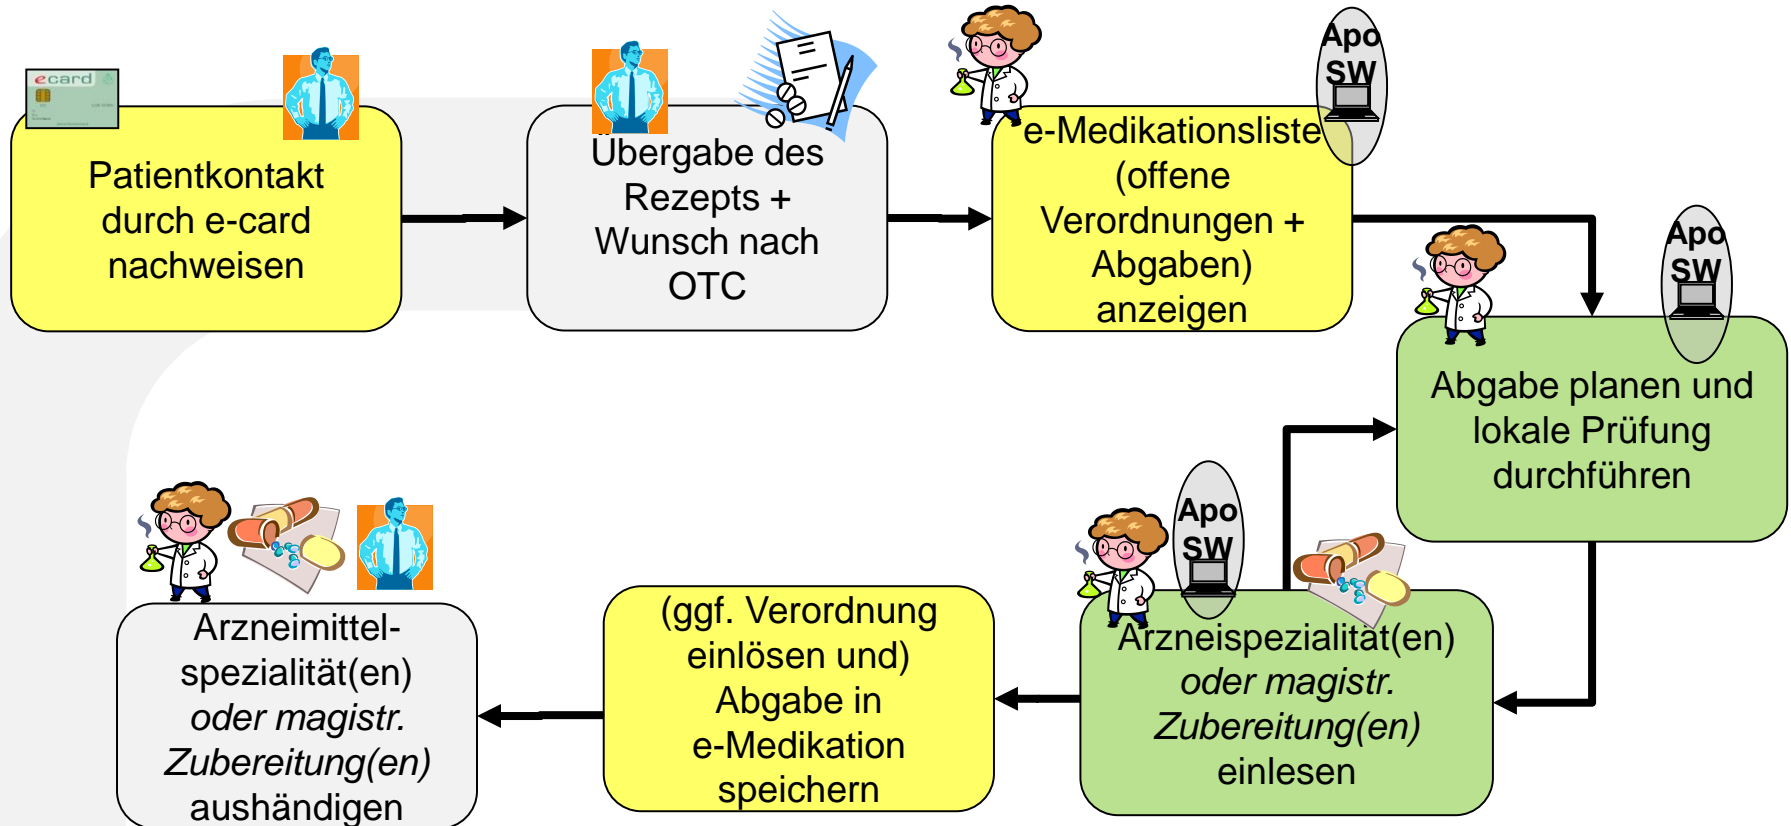 ecard
Patientkontakt
durch e-card
nachweisen
Übergabe des
Rezepts +
Wunsch nach
OTC
Apo
SW
e-Medikationsliste
(offene
Verordnungen +
Abgaben)
anzeigen
Apo
SW
Abgabe planen und
lokale Prüfung
durchführen
Apo
SW
Arzneispezialität(en)
oder magistr.
Zubereitung(en)
einlesen
(ggf. Verordnung
einlösen und)
Abgabe in
e-Medikation
speichern
Arzneimittel-
spezialität(en)
oder magistr.
Zubereitung(en)
aushändigen